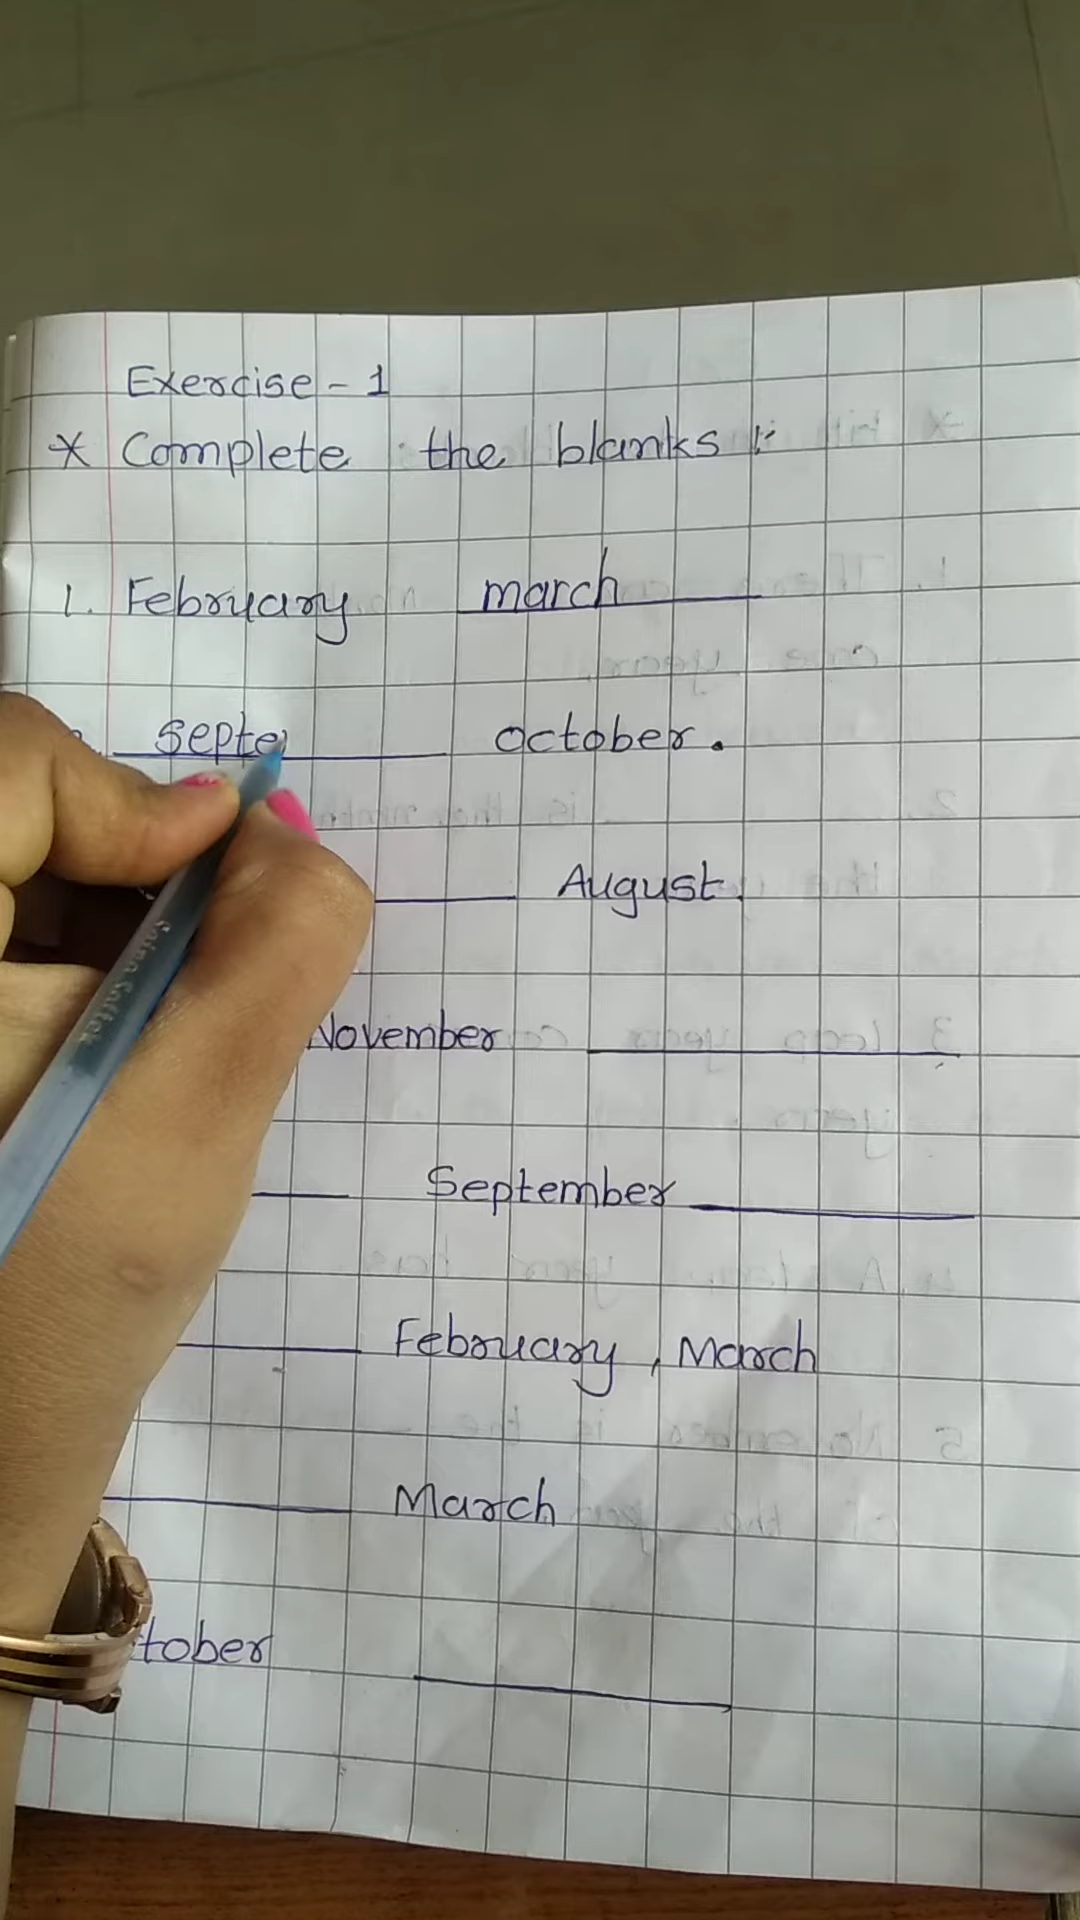 Exercise - 1
* Complete the blanks :-
1. February march
septe October.
August.
November
September
February, March
March
tober